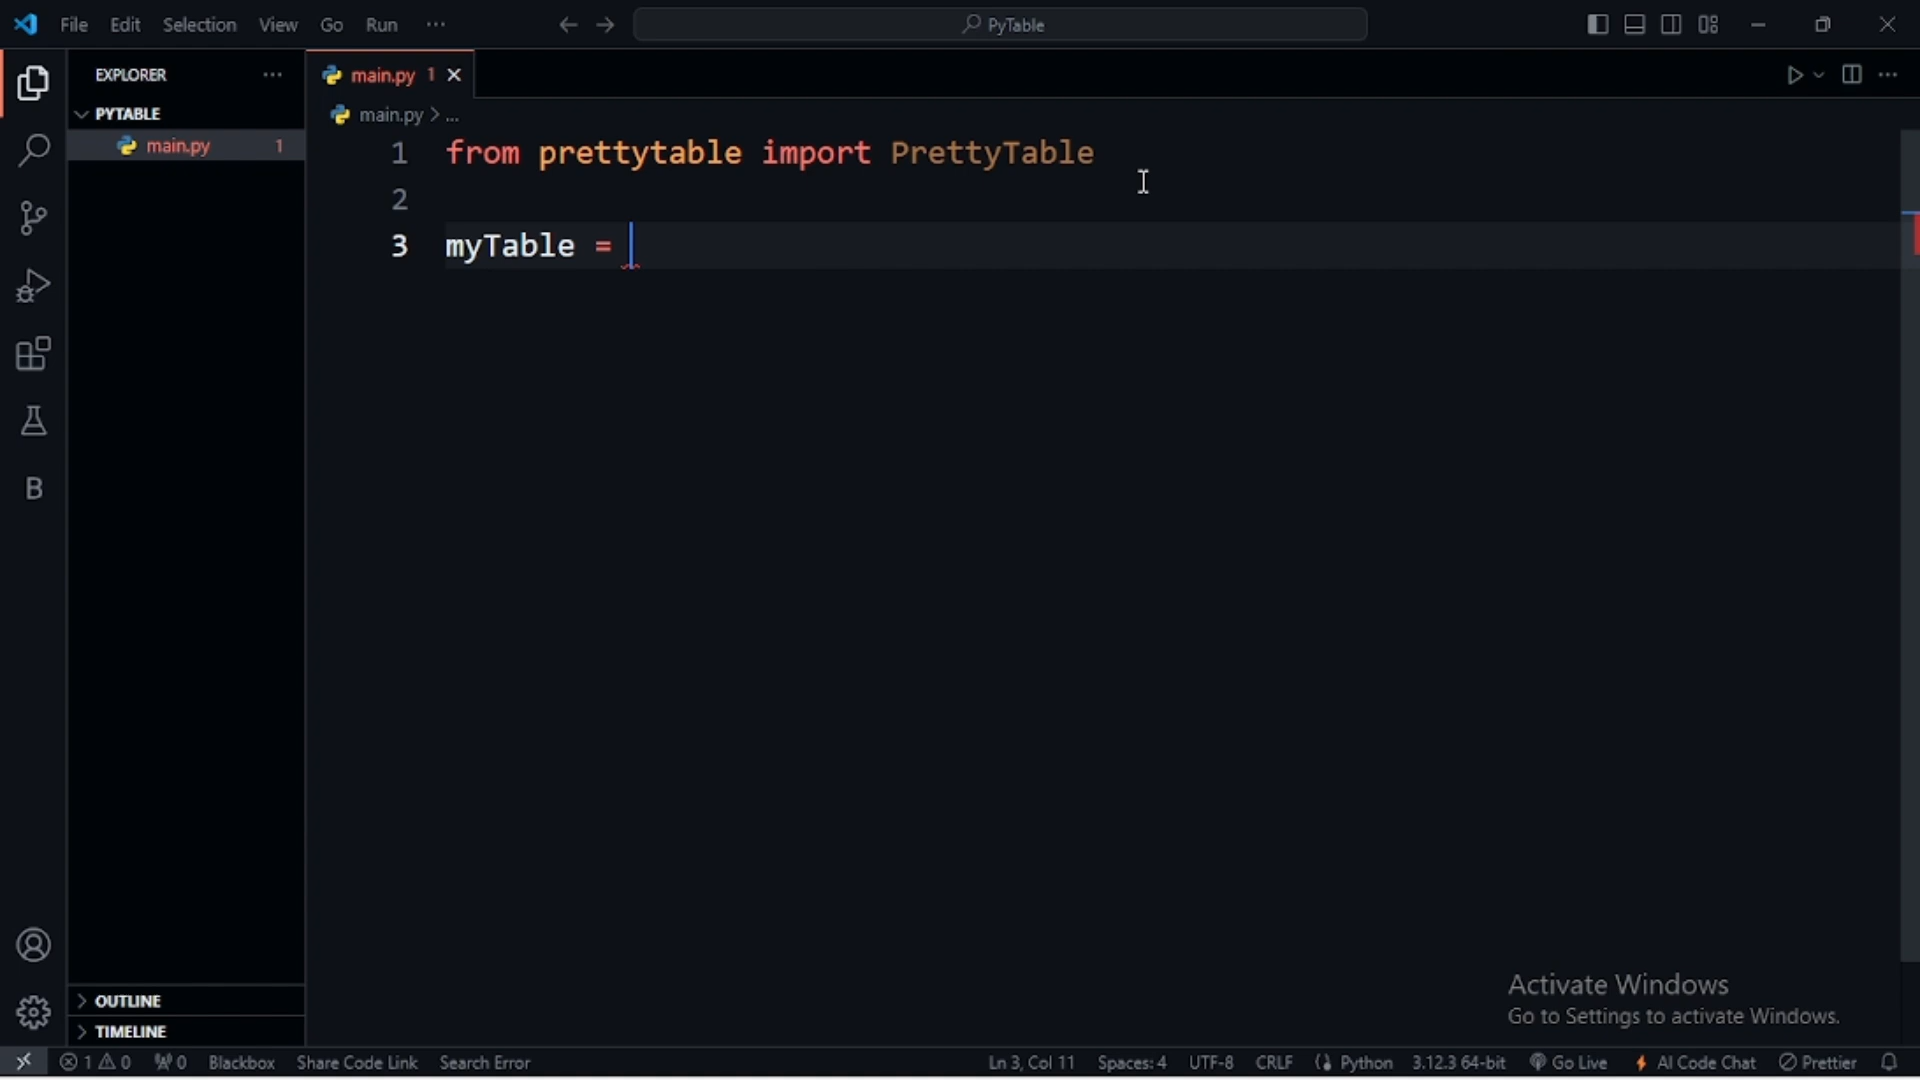 File Edit Selection View Go Run ...
PyTable
EXPLORER ...
main.py 1
PYTABLE
main.py > ...
main.py 1
1 from prettytable import PrettyTable
2
3 myTable =
B
Activate Windows
Go to Settings to activate Windows.
OUTLINE
TIMELINE
1 0 0 Blackbox Share Code Link Search Error Ln 3, Col 11 Spaces: 4 UTF-8 CRLF Python 3.12.3 64-bit Go Live AI Code Chat Prettier